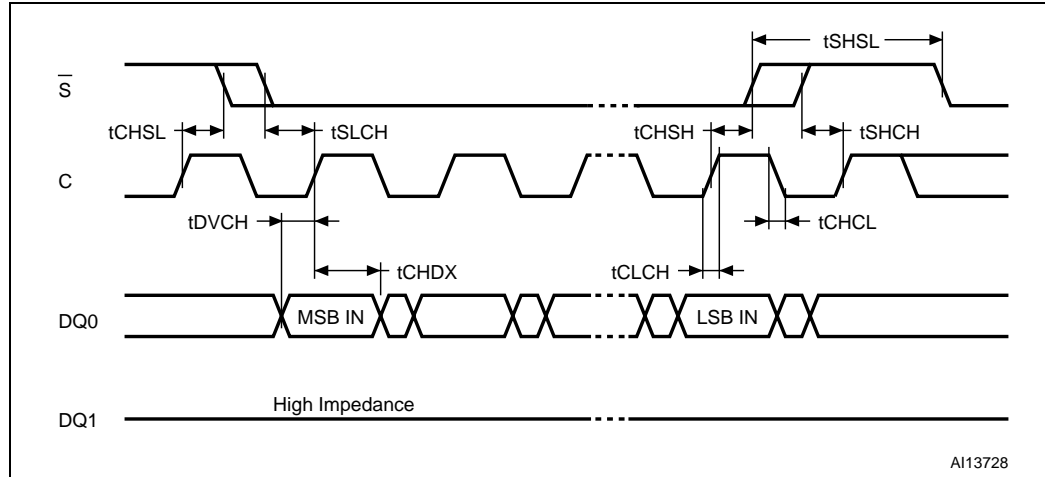 tSHSL
S̅
tCHSL
tSLCH
tCHSH
tSHCH
C
tDVCH
tCHCL
tCHDX
tCLCH
DQ0
MSB IN
LSB IN
High Impedance
DQ1
AI13728